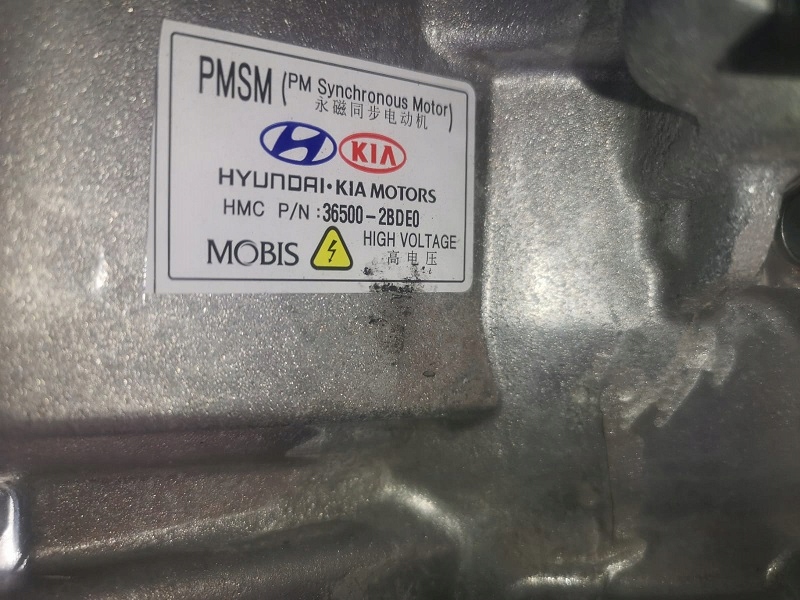 PMSM (PM Synchronous Motor)
永磁同步电动机
KIA
HYUNDAI·KIA MOTORS
HMC P/N :36500-2BDE0
MOBIS HIGH VOLTAGE
高电压